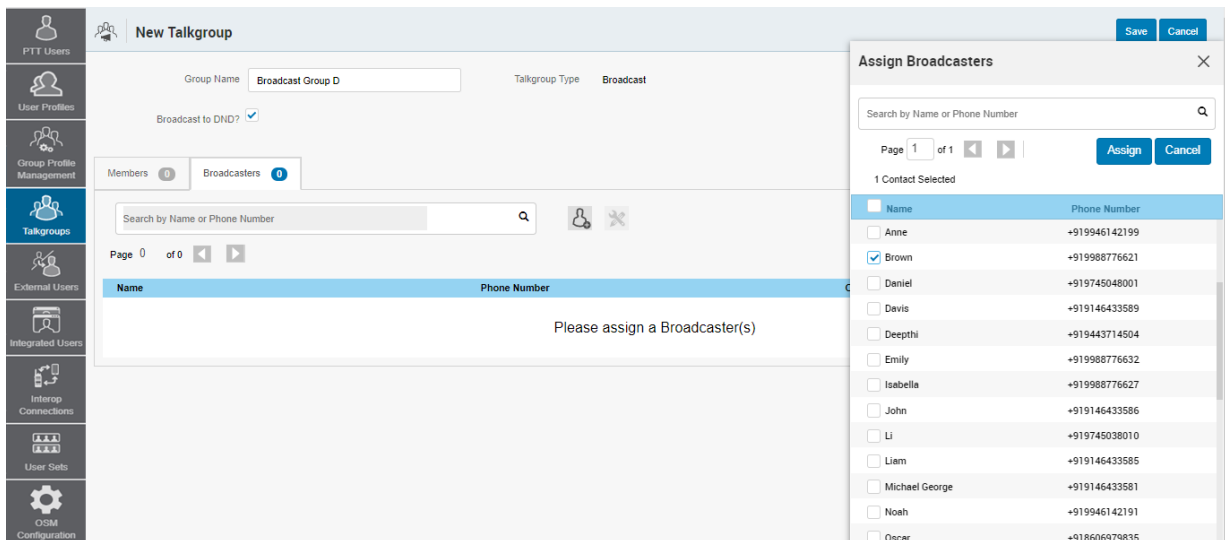 PTT Users
User Profiles
Group Profile
Management
Talkgroups
External Users
Integrated Users
Interop
Connections
User Sets
OSM
Configuration
New Talkgroup
Save Cancel
Group Name Broadcast Group D Talkgroup Type Broadcast
Broadcast to DND?
Members 0 Broadcasters 0
Search by Name or Phone Number
Page 0 of 0
Name Phone Number
Please assign a Broadcaster(s)
Assign Broadcasters
Search by Name or Phone Number
Page 1 of 1 Assign Cancel
1 Contact Selected
Name Phone Number
Anne +919946142199
Brown +919988776621
Daniel +919745048001
Davis +919146433589
Deepthi +919443714504
Emily +919988776632
Isabella +919988776627
John +919146433586
Li +919745038010
Liam +919146433585
Michael George +919146433581
Noah +919946142191
Oscar +918606979835